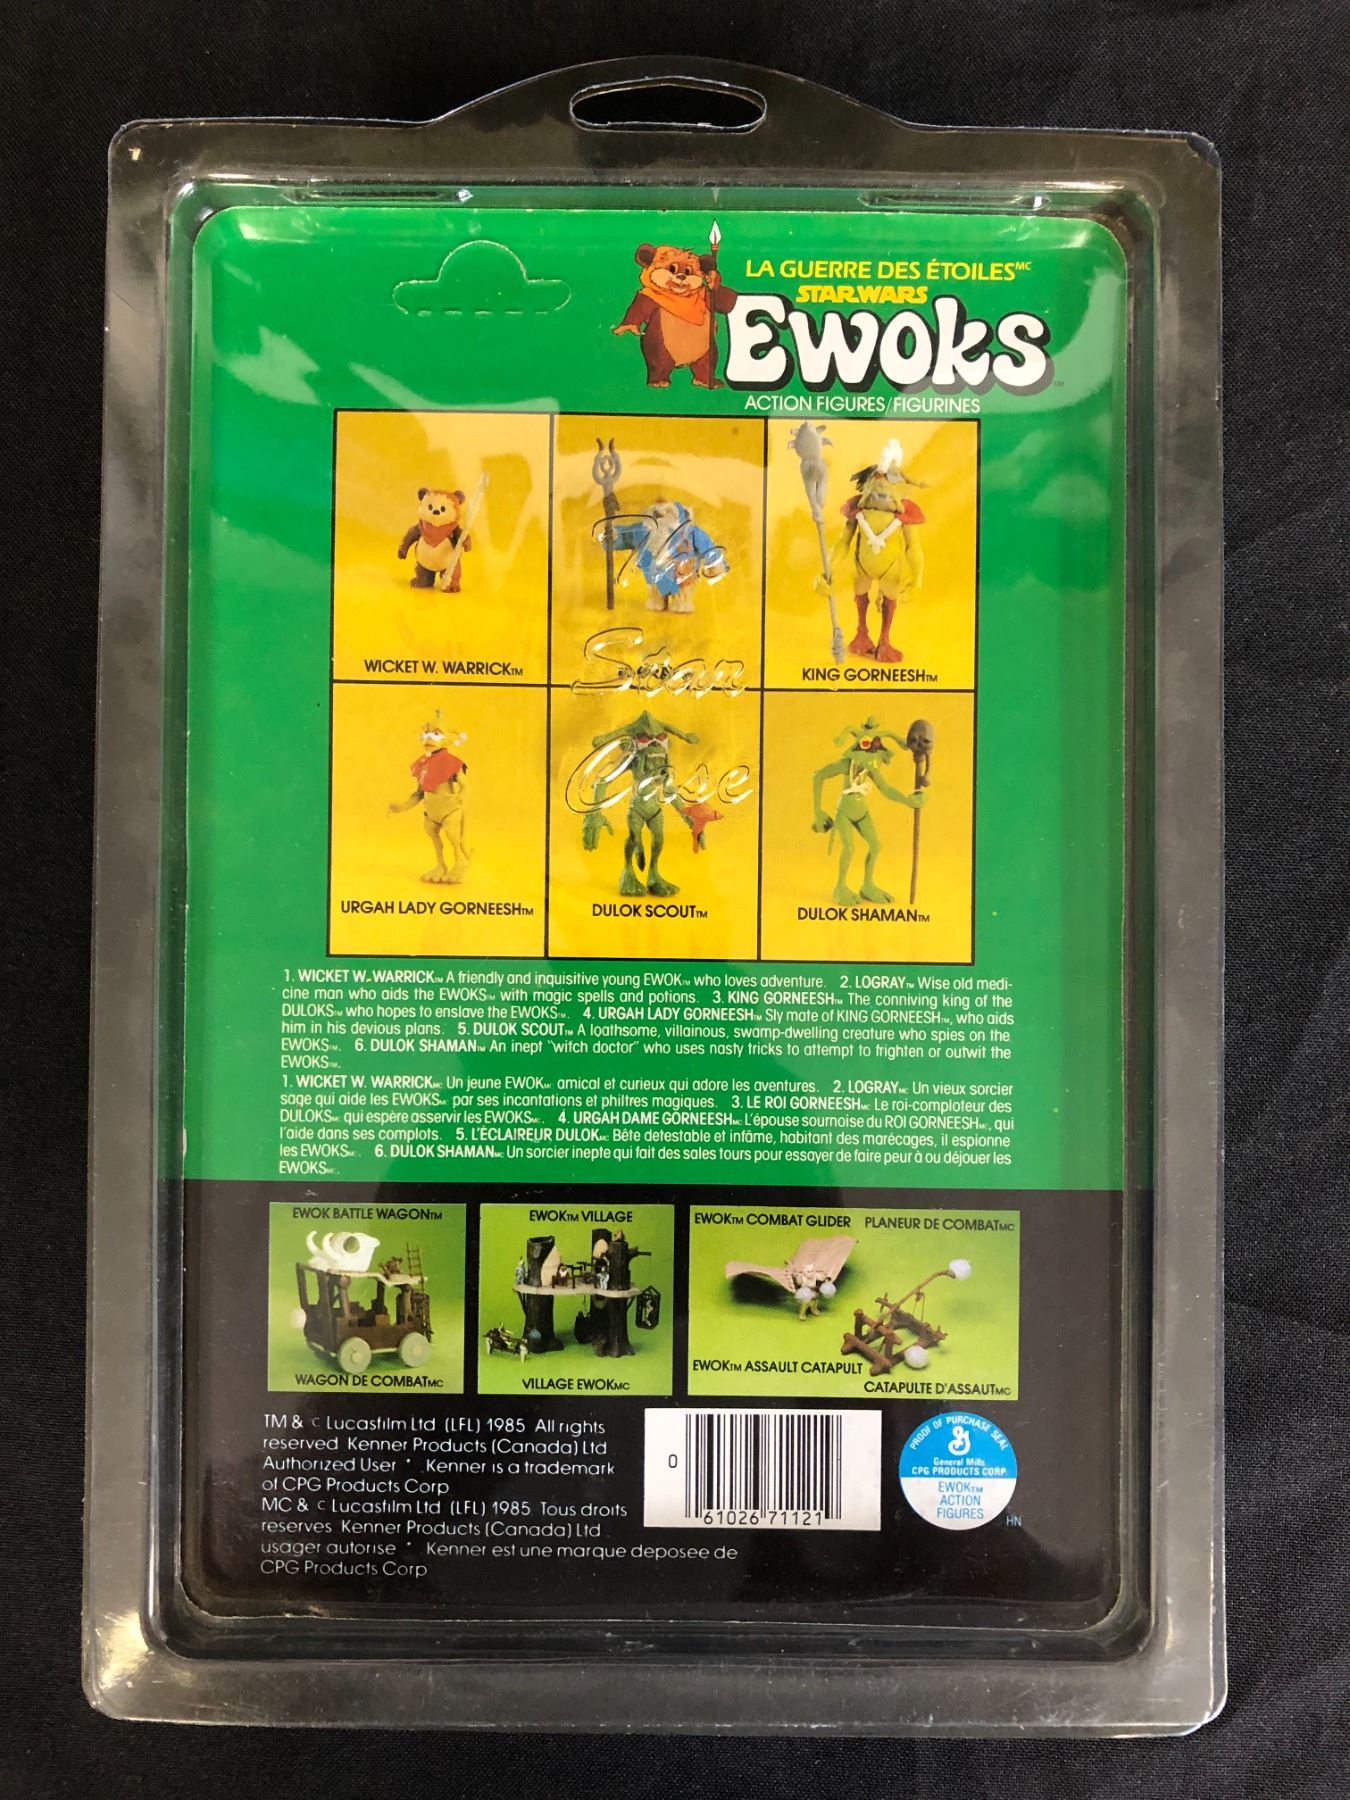 LA GUERRE DES ÉTOILES MC
STAR WARS
EWOKS TM
ACTION FIGURES/FIGURINES
The
Star
Case
WICKET W. WARRICK TM
KING GORNEESH TM
URGAH LADY GORNEESH TM
DULOK SCOUT TM
DULOK SHAMAN TM
1. WICKET W. WARRICK TM A friendly and inquisitive young EWOK TM who loves adventure. 2. LOGRAY TM Wise old medi-
cine man who aids the EWOKS TM with magic spells and potions. 3. KING GORNEESH TM The conniving king of the
DULOKS TM who hopes to enslave the EWOKS TM. 4. URGAH LADY GORNEESH TM Sly mate of KING GORNEESH TM, who aids
him in his devious plans. 5. DULOK SCOUT TM A loathsome, villainous, swamp-dwelling creature who spies on the
EWOKS TM. 6. DULOK SHAMAN TM An inept "witch doctor" who uses nasty tricks to attempt to frighten or outwit the
EWOKS TM.
1. WICKET W. WARRICK MC Un jeune EWOK MC amical et curieux qui adore les aventures. 2. LOGRAY MC Un vieux sorcier
sage qui aide les EWOKS MC par ses incantations et philtres magiques. 3. LE ROI GORNEESH MC Le roi-comploteur des
DULOKS MC qui espère asservir les EWOKS MC. 4. URGAH DAME GORNEESH MC L'épouse sournoise du ROI GORNEESH MC, qui
l'aide dans ses complots. 5. L'ÉCLAIREUR DULOK MC Bête detestable et infâme, habitant des marécages, il espionne
les EWOKS MC. 6. DULOK SHAMAN MC Un sorcier inepte qui fait des sales tours pour essayer de faire peur à ou déjouer les
EWOKS MC.
EWOK BATTLE WAGON TM
WAGON DE COMBAT MC
EWOK TM VILLAGE
VILLAGE EWOK MC
EWOK TM COMBAT GLIDER PLANEUR DE COMBAT MC
EWOK TM ASSAULT CATAPULT
CATAPULTE D'ASSAUT MC
TM & © Lucasfilm Ltd (LFL) 1985 All rights
reserved Kenner Products (Canada) Ltd
Authorized User * Kenner is a trademark
of CPG Products Corp
MC & © Lucasfilm Ltd (LFL) 1985 Tous droits
reserves Kenner Products (Canada) Ltd.
usager autorise * Kenner est une marque deposee de
CPG Products Corp
0 61026 71121
PROOF OF PURCHASE SEAL
G
General Mills
CPG PRODUCTS CORP.
EWOK TM
ACTION
FIGURES
HN